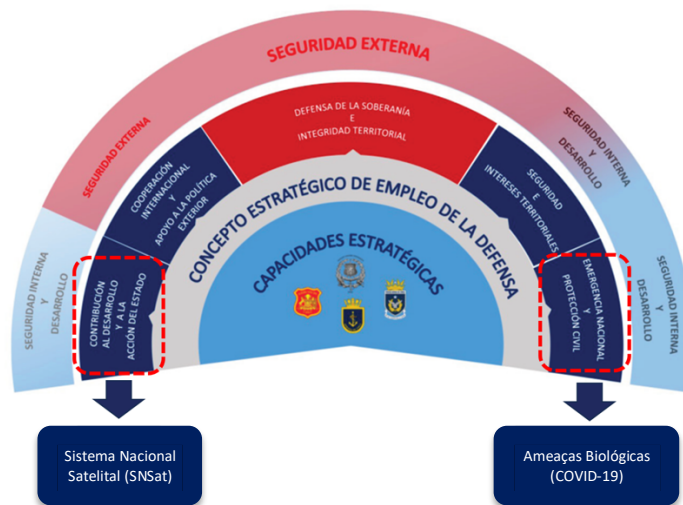 SEGURIDAD EXTERNA
SEGURIDAD EXTERNA
SEGURIDAD INTERNA
Y
DESARROLLO
SEGURIDAD INTERNA
Y
DESARROLLO
SEGURIDAD INTERNA
Y
DESARROLLO
DEFENSA DE LA SOBERANÍA
E
INTEGRIDAD TERRITORIAL
COOPERACIÓN
INTERNACIONAL
Y
APOYO A LA POLÍTICA
EXTERIOR
SEGURIDAD
E
INTERESES TERRITORIALES
CONTRIBUCIÓN
AL DESARROLLO
Y A LA
ACCIÓN DEL ESTADO
EMERGENCIA NACIONAL
Y
PROTECCIÓN CIVIL
CONCEPTO ESTRATÉGICO DE EMPLEO DE LA DEFENSA
CAPACIDADES ESTRATÉGICAS
Sistema Nacional
Satelital (SNSat)
Ameaças Biológicas
(COVID-19)